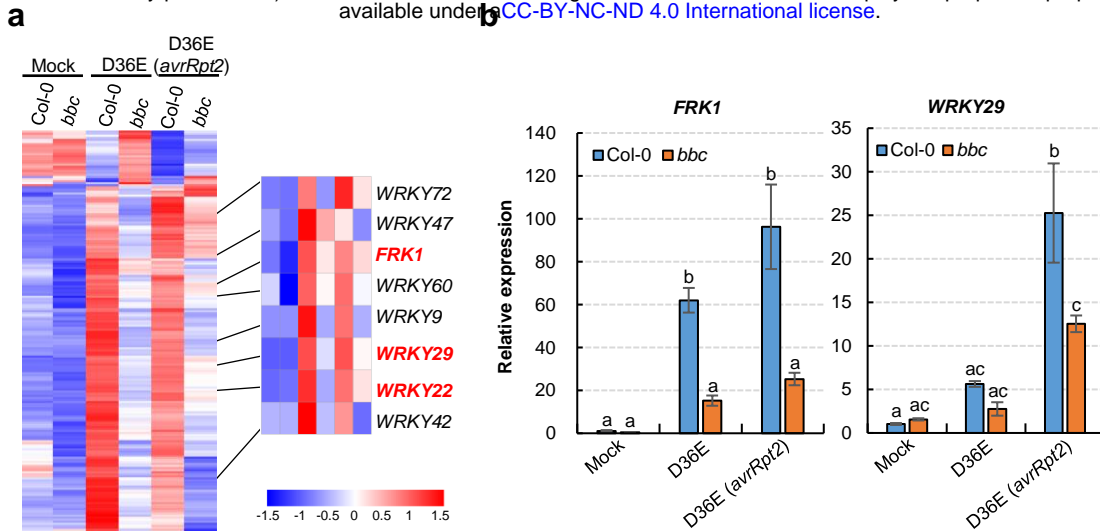 available under aCC-BY-NC-ND 4.0 International license.
a
b
Mock
D36E
D36E
(avrRpt2)
Col-0
bbc
Col-0
bbc
Col-0
bbc
WRKY72
WRKY47
FRK1
WRKY60
WRKY9
WRKY29
WRKY22
WRKY42
-1.5 -1 -0.5 0 0.5 1 1.5
FRK1
Relative expression
140
120
100
80
60
40
20
0
Col-0 bbc
a a
b a
b a
Mock
D36E
D36E (avrRpt2)
WRKY29
35
30
25
20
15
10
5
0
Col-0 bbc
a ac
ac ac
b c
Mock
D36E
D36E (avrRpt2)